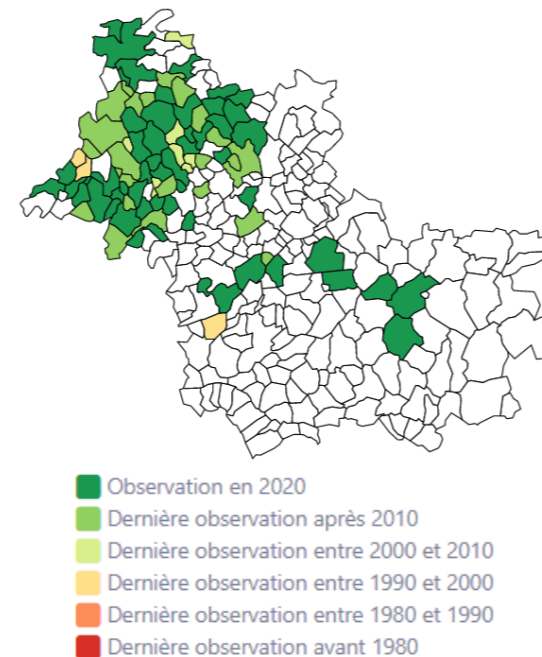 Observation en 2020
Dernière observation après 2010
Dernière observation entre 2000 et 2010
Dernière observation entre 1990 et 2000
Dernière observation entre 1980 et 1990
Dernière observation avant 1980